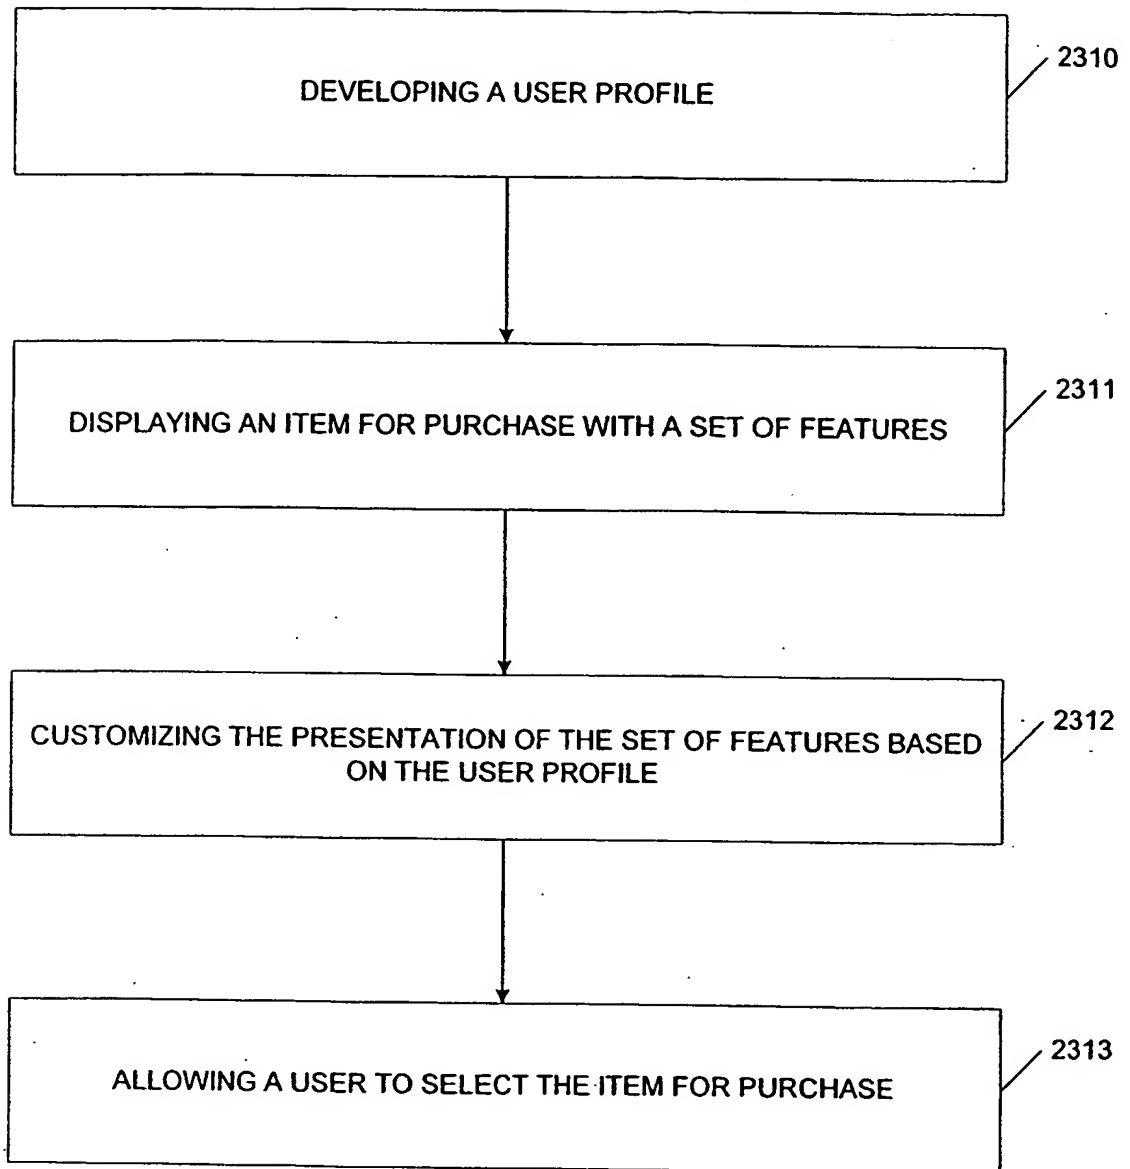 DEVELOPING A USER PROFILE
2310
DISPLAYING AN ITEM FOR PURCHASE WITH A SET OF FEATURES
2311
CUSTOMIZING THE PRESENTATION OF THE SET OF FEATURES BASED
ON THE USER PROFILE
2312
ALLOWING A USER TO SELECT THE ITEM FOR PURCHASE
2313